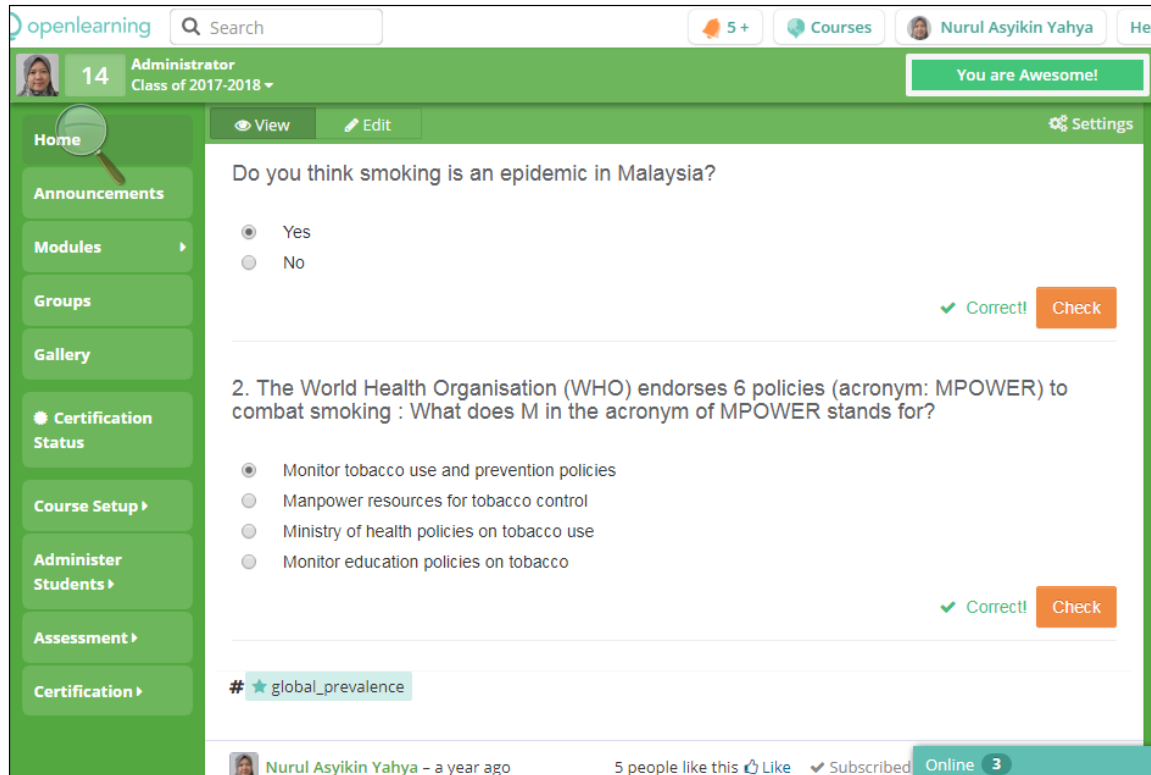 openlearning
Search
5 +
Courses
Nurul Asyikin Yahya
He
14
Administrator
Class of 2017-2018
You are Awesome!
Home
Announcements
Modules
Groups
Gallery
Certification
Status
Course Setup
Administer
Students
Assessment
Certification
View
Edit
Settings
Do you think smoking is an epidemic in Malaysia?
Yes
No
Correct!
Check
2. The World Health Organisation (WHO) endorses 6 policies (acronym: MPOWER) to
combat smoking : What does M in the acronym of MPOWER stands for?
Monitor tobacco use and prevention policies
Manpower resources for tobacco control
Ministry of health policies on tobacco use
Monitor education policies on tobacco
Correct!
Check
# global_prevalence
Nurul Asyikin Yahya – a year ago
5 people like this Like
Subscribed
Online 3